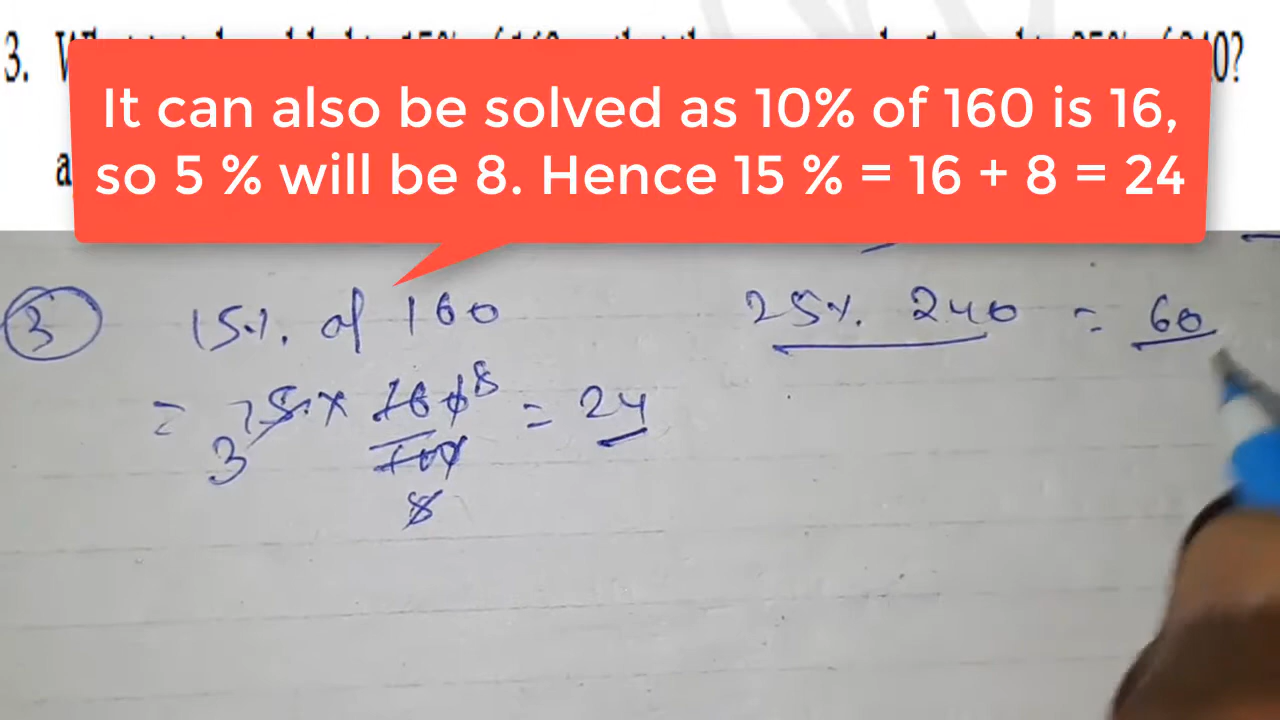 3.
0?
It can also be solved as 10% of 160 is 16,
so 5 % will be 8. Hence 15 % = 16 + 8 = 24
3 15%. of 160 25%. 240 = 60
= 15 x 160 8 = 24
3 100
8